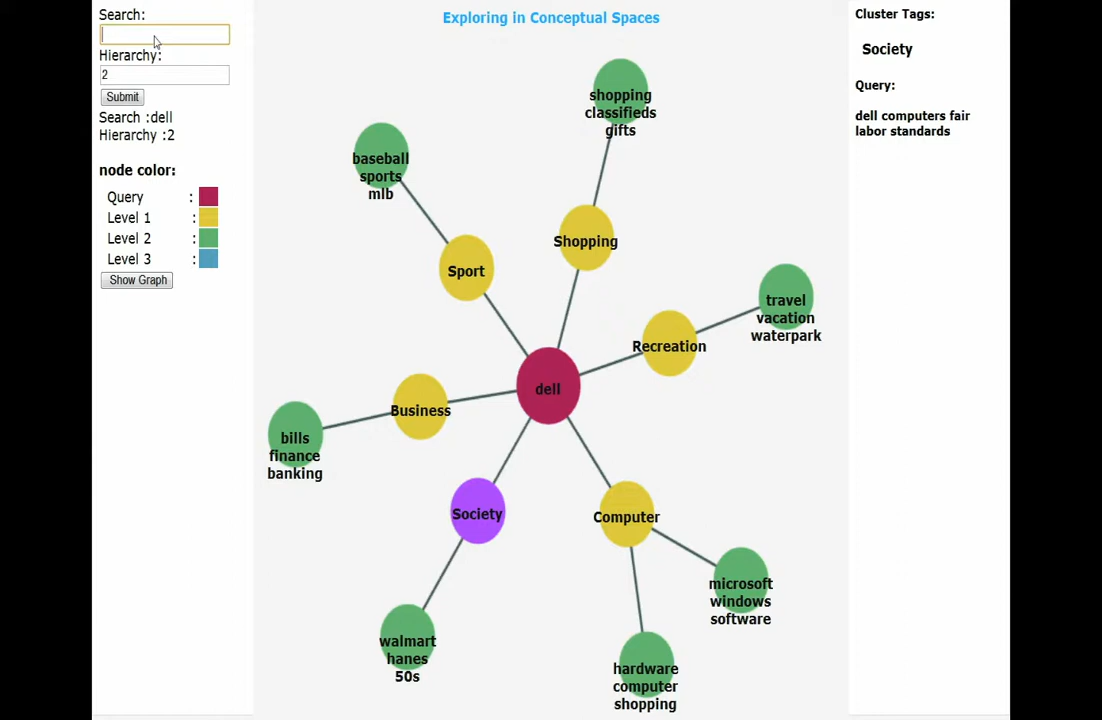 Search:
Hierarchy:
2
Submit
Search :dell
Hierarchy :2
node color:
Query :
Level 1 :
Level 2 :
Level 3 :
Show Graph
Exploring in Conceptual Spaces
shopping
classifieds
gifts
baseball
sports
mlb
Shopping
Sport
travel
vacation
waterpark
Recreation
dell
Business
bills
finance
banking
Society
Computer
microsoft
windows
software
walmart
hanes
50s
hardware
computer
shopping
Cluster Tags:
Society
Query:
dell computers fair
labor standards